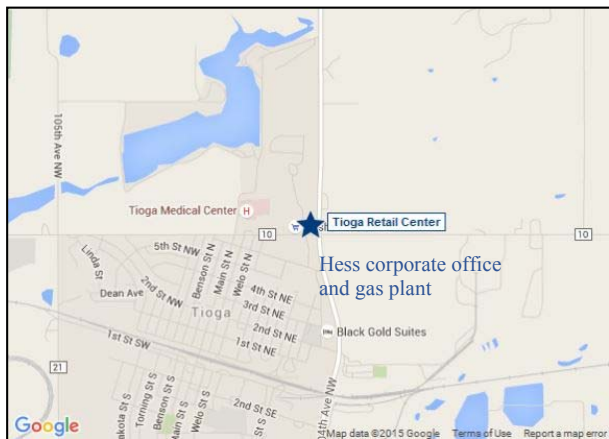 105th Ave NW
Tioga Medical Center
H
Tioga Retail Center
10
10
Hess corporate office
and gas plant
5th St NW
Linda St
Benson St N
Main St N
Welo St N
4th St NE
Dean Ave
2nd St NW
3rd St NE
Tioga
2nd St NE
Black Gold Suites
1st St SW
1st St NE
21
104th Ave NW
2nd St SE
Torning St S
Benson St S
Main St S
Welo St S
St S
Google
Map data ©2015 Google
Terms of Use
Report a map error